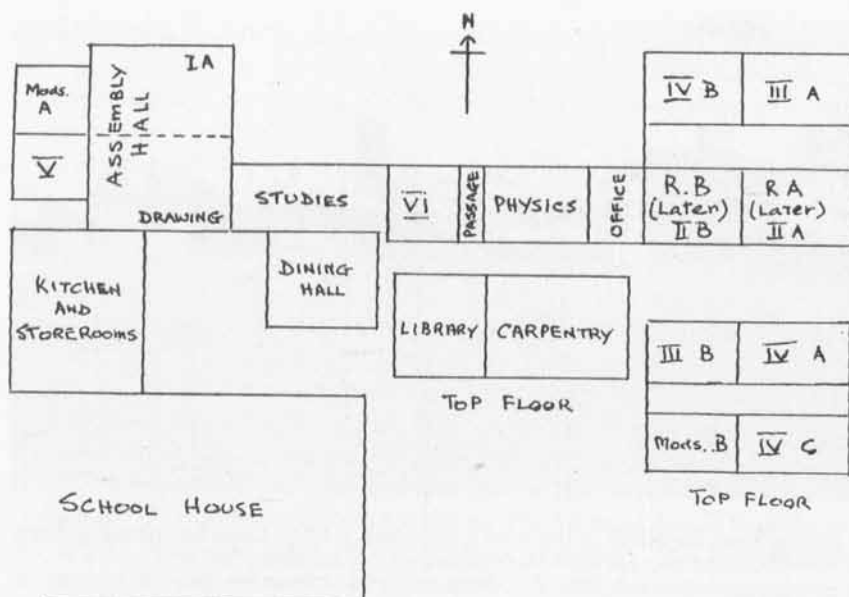 N
IA
Mods.
A
V
ASSEMBLY
HALL
DRAWING
STUDIES
VI
PASSAGE
PHYSICS
OFFICE
IV B
III A
R.B
(Later)
II B
RA
(Later)
II A
KITCHEN
AND
STOREROOMS
DINING
HALL
LIBRARY
CARPENTRY
TOP FLOOR
III B
IV A
Mods. B
IV C
TOP FLOOR
SCHOOL HOUSE